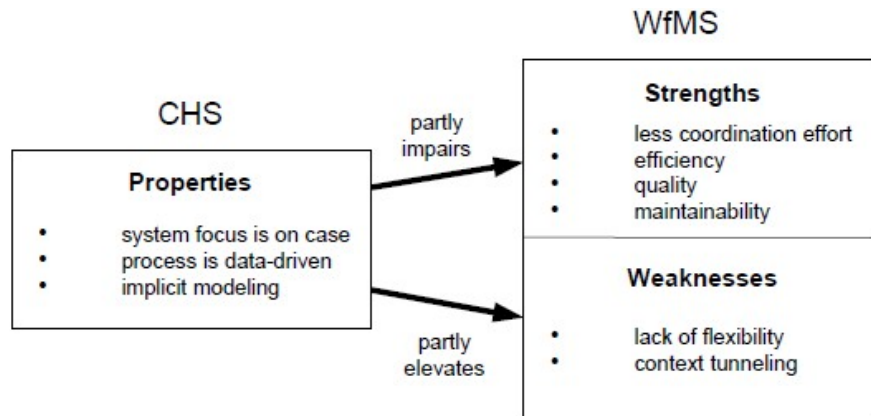 WfMS
CHS
Properties
• system focus is on case
• process is data-driven
• implicit modeling
partly
impairs
partly
elevates
Strengths
• less coordination effort
• efficiency
• quality
• maintainability
Weaknesses
• lack of flexibility
• context tunneling